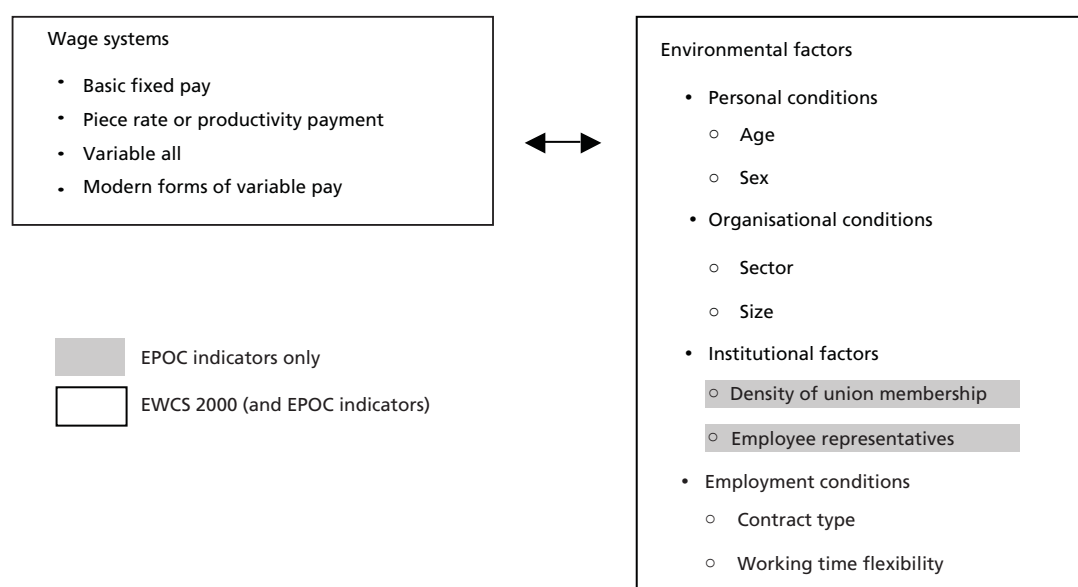 Wage systems
• Basic fixed pay
• Piece rate or productivity payment
• Variable all
• Modern forms of variable pay
EPOC indicators only
EWCS 2000 (and EPOC indicators)
Environmental factors
• Personal conditions
○ Age
○ Sex
• Organisational conditions
○ Sector
○ Size
• Institutional factors
○ Density of union membership
○ Employee representatives
• Employment conditions
○ Contract type
○ Working time flexibility